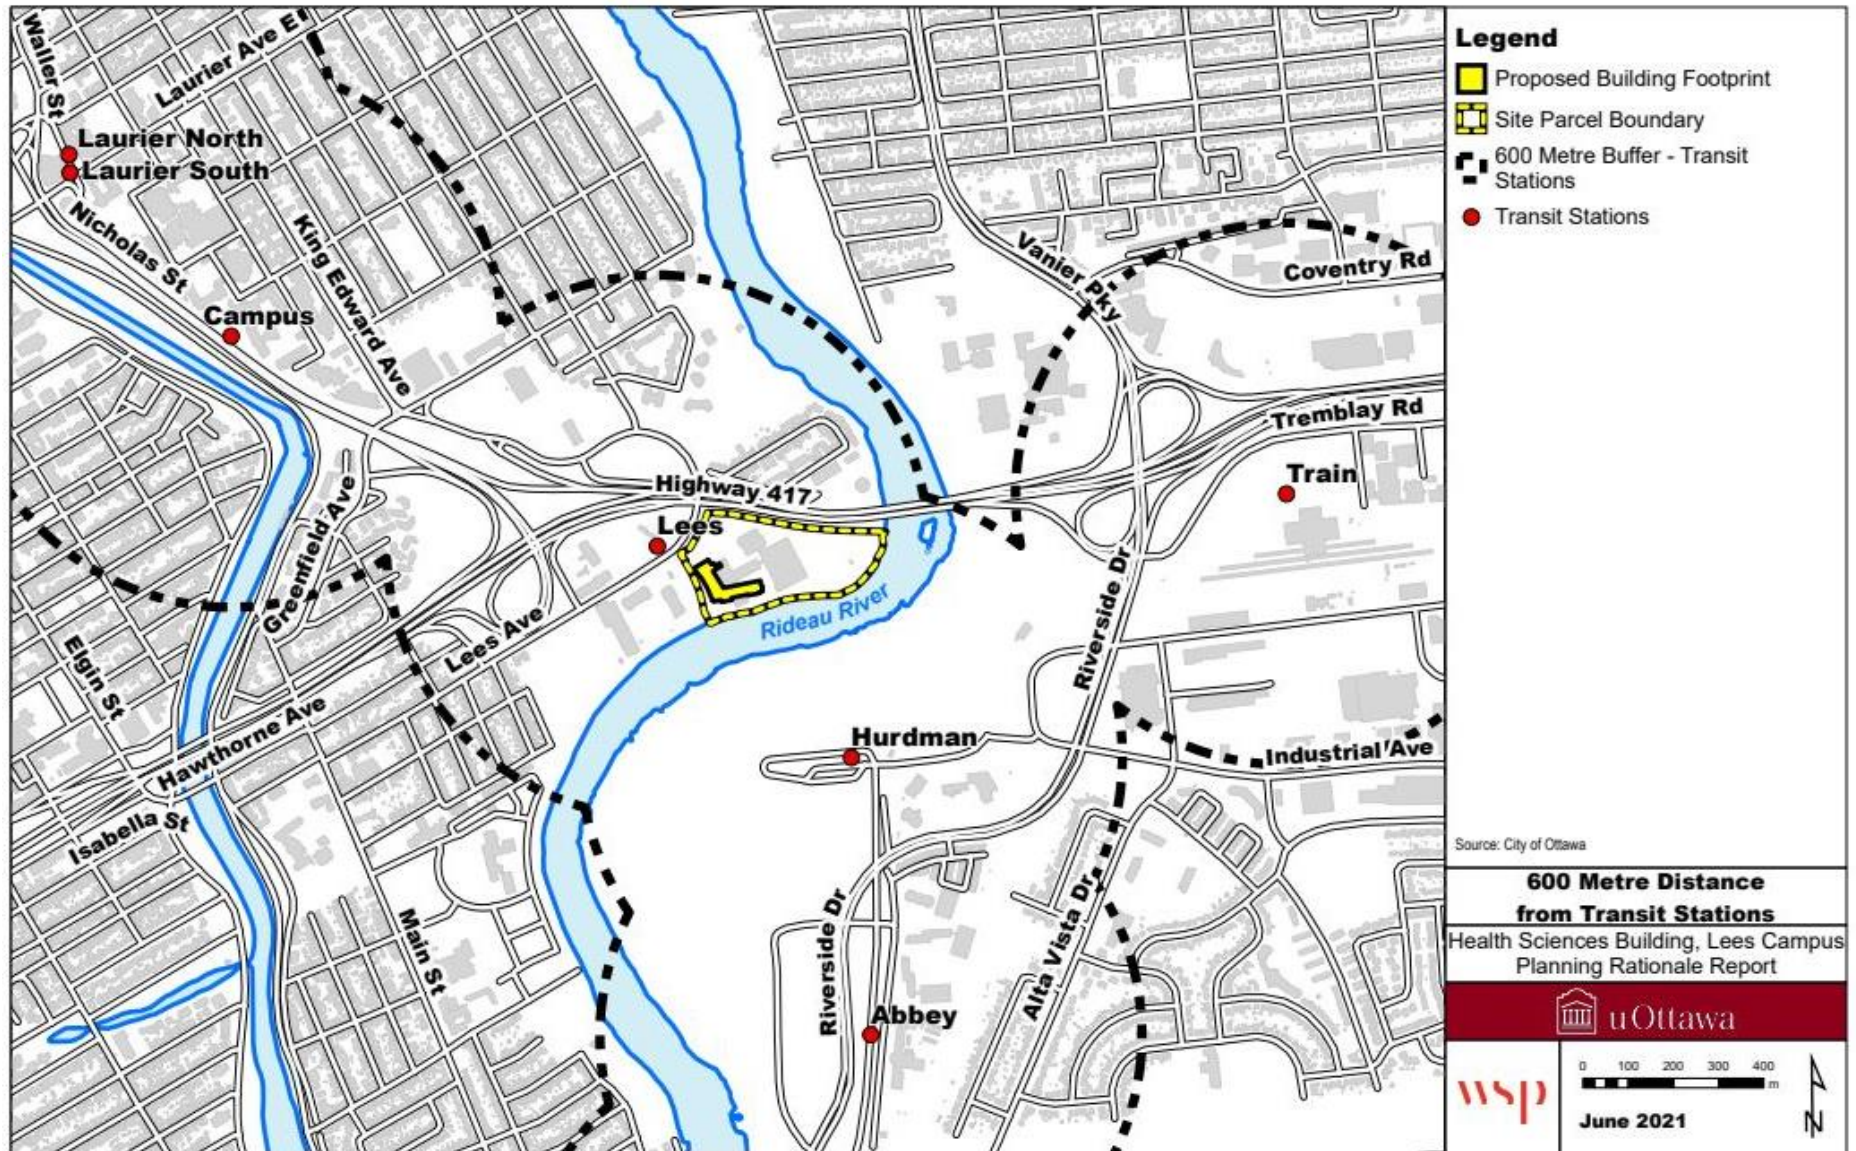 Waller St
Laurier Ave E
Laurier North
Laurier South
Nicholas St
King Edward Ave
Campus
Vanier Pky
Coventry Rd
Tremblay Rd
Train
Highway 417
Lees
Greenfield Ave
Rideau River
Riverside Dr
Elgin St
Lees Ave
Hawthorne Ave
Isabella St
Hurdman
Industrial Ave
Main St
Riverside Dr
Alta Vista Dr
Abbey
Legend
Proposed Building Footprint
Site Parcel Boundary
600 Metre Buffer - Transit
Stations
Transit Stations
Source: City of Ottawa
600 Metre Distance
from Transit Stations
Health Sciences Building, Lees Campus
Planning Rationale Report
uOttawa
wsp
0 100 200 300 400
m
June 2021
N